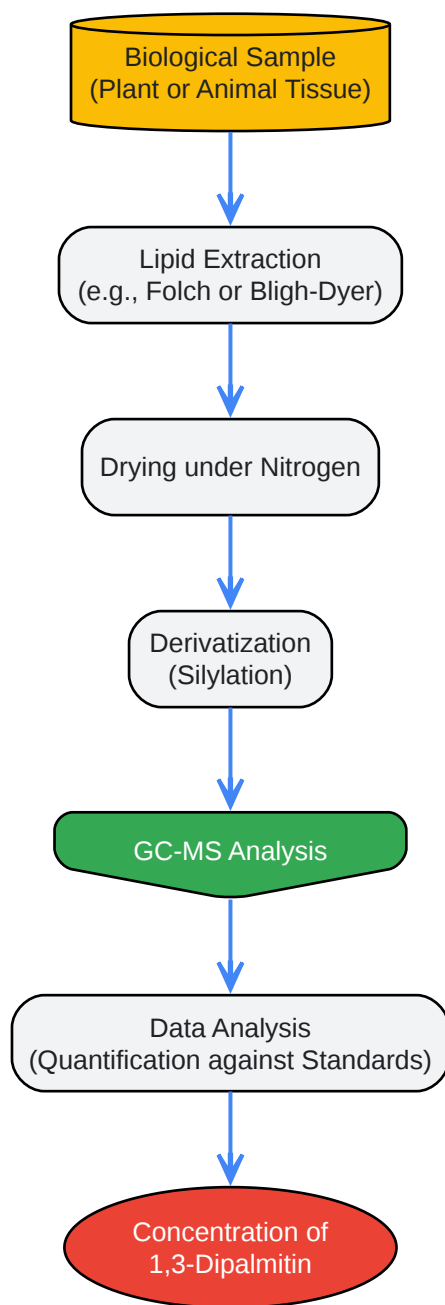 Biological Sample
(Plant or Animal Tissue)
Lipid Extraction
(e.g., Folch or Bligh-Dyer)
Drying under Nitrogen
Derivatization
(Silylation)
GC-MS Analysis
Data Analysis
(Quantification against Standards)
Concentration of
1,3-Dipalmitin